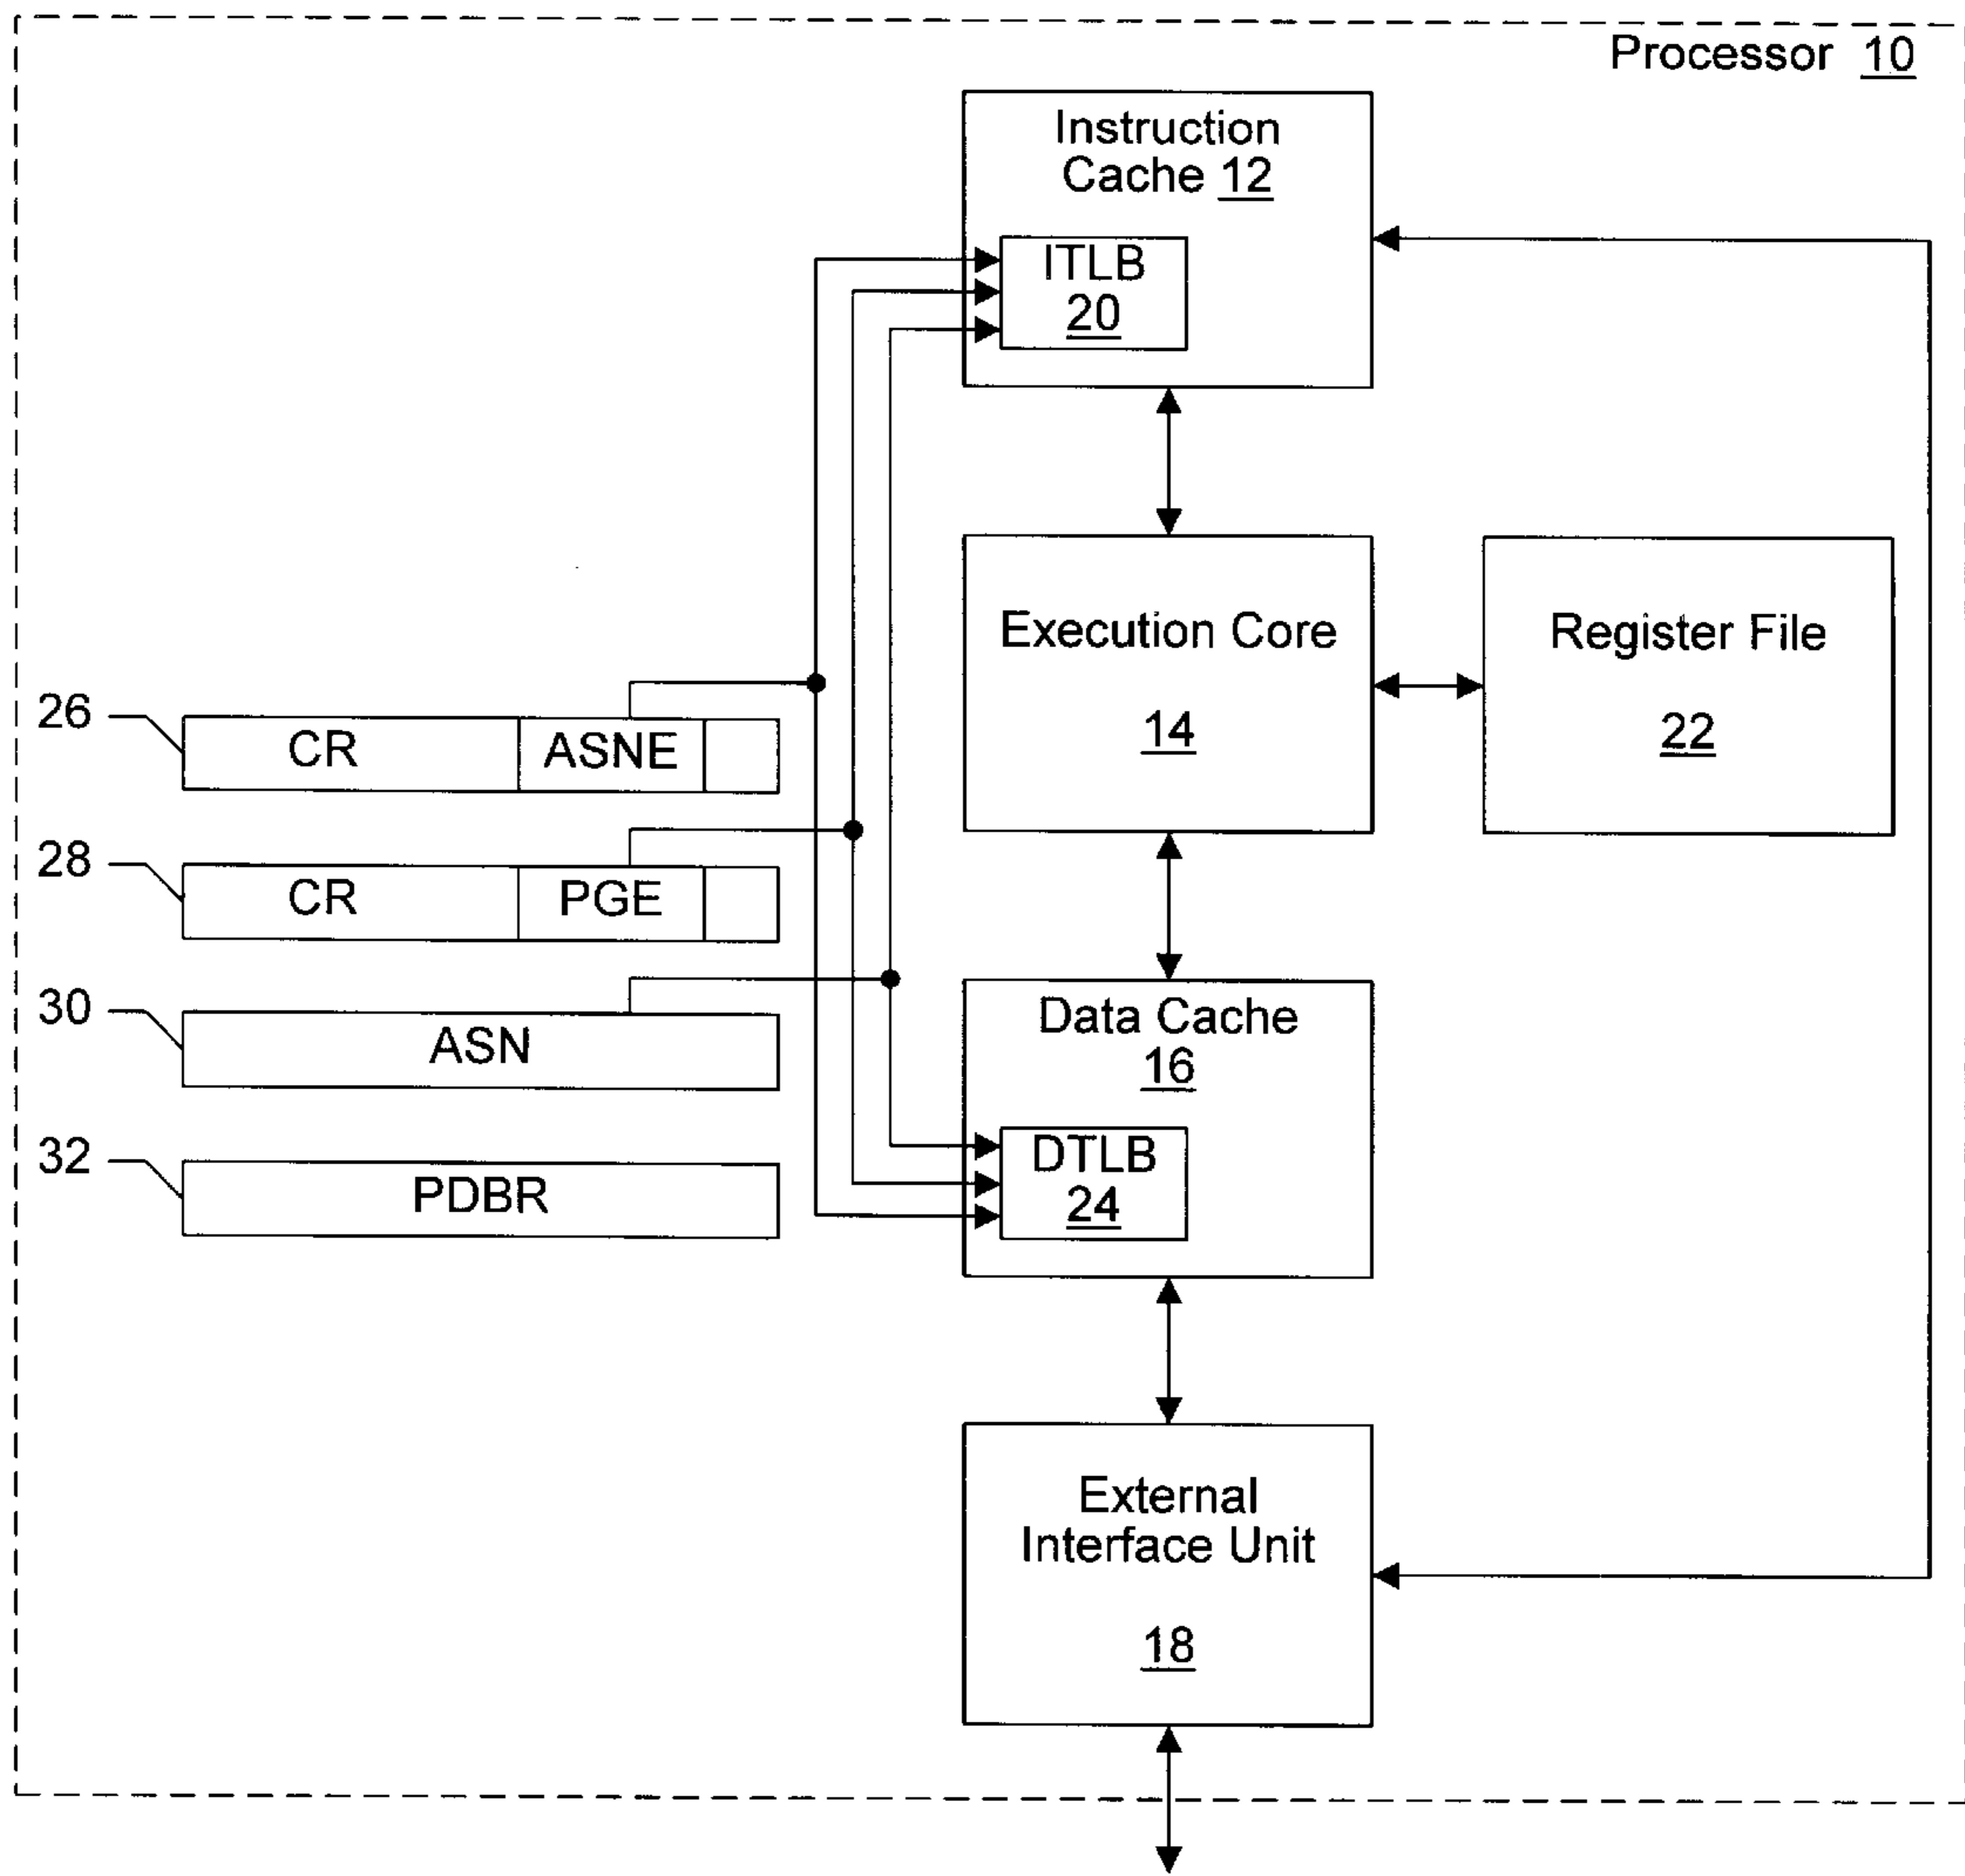 Processor 10
Instruction
Cache 12
ITLB
20
Execution Core
14
Register File
22
26
CR ASNE
28
CR PGE
30
ASN
32
PDBR
Data Cache
16
DTLB
24
External
Interface Unit
18